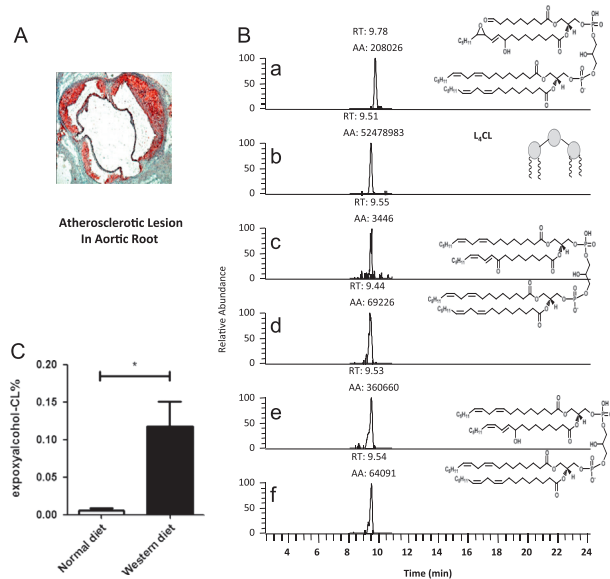 A
Atherosclerotic Lesion
In Aortic Root
B
Relative Abundance
RT: 9.78
AA: 208026
a
100
50
0
RT: 9.51
AA: 52478983
b
100
50
0
L4CL
RT: 9.55
AA: 3446
c
100
50
0
RT: 9.44
AA: 69226
d
100
50
0
RT: 9.53
AA: 360660
e
100
50
0
RT: 9.54
AA: 64091
f
100
50
0
4 6 8 10 12 14 16 18 20 22 24
Time (min)
C
expoxyalcohol-CL%
0.20
0.15
0.10
0.05
0.00
*
Normal diet
Western diet